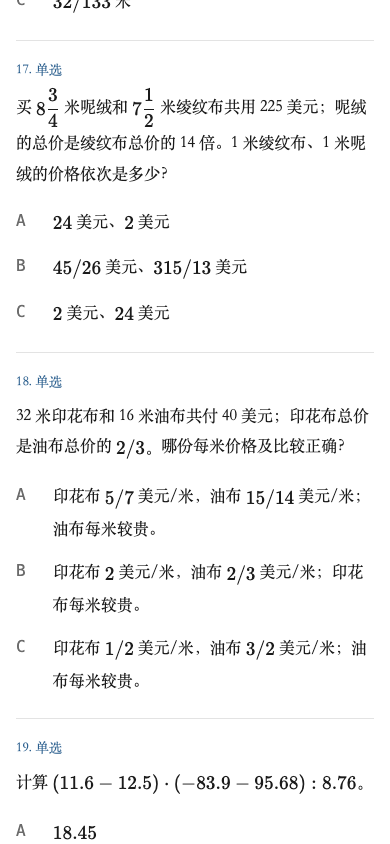 C 32/133 米
17. 单选
买 8 3/4 米呢绒和 7 1/2 米绫纹布共用 225 美元；呢绒
的总价是绫纹布总价的 14 倍。1 米绫纹布、1 米呢
绒的价格依次是多少？
A 24 美元、2 美元
B 45/26 美元、315/13 美元
C 2 美元、24 美元
18. 单选
32 米印花布和 16 米油布共付 40 美元；印花布总价
是油布总价的 2/3。哪份每米价格及比较正确？
A 印花布 5/7 美元/米，油布 15/14 美元/米；
油布每米较贵。
B 印花布 2 美元/米，油布 2/3 美元/米；印花
布每米较贵。
C 印花布 1/2 美元/米，油布 3/2 美元/米；油
布每米较贵。
19. 单选
计算 (11.6 − 12.5) · (−83.9 − 95.68) : 8.76。
A 18.45